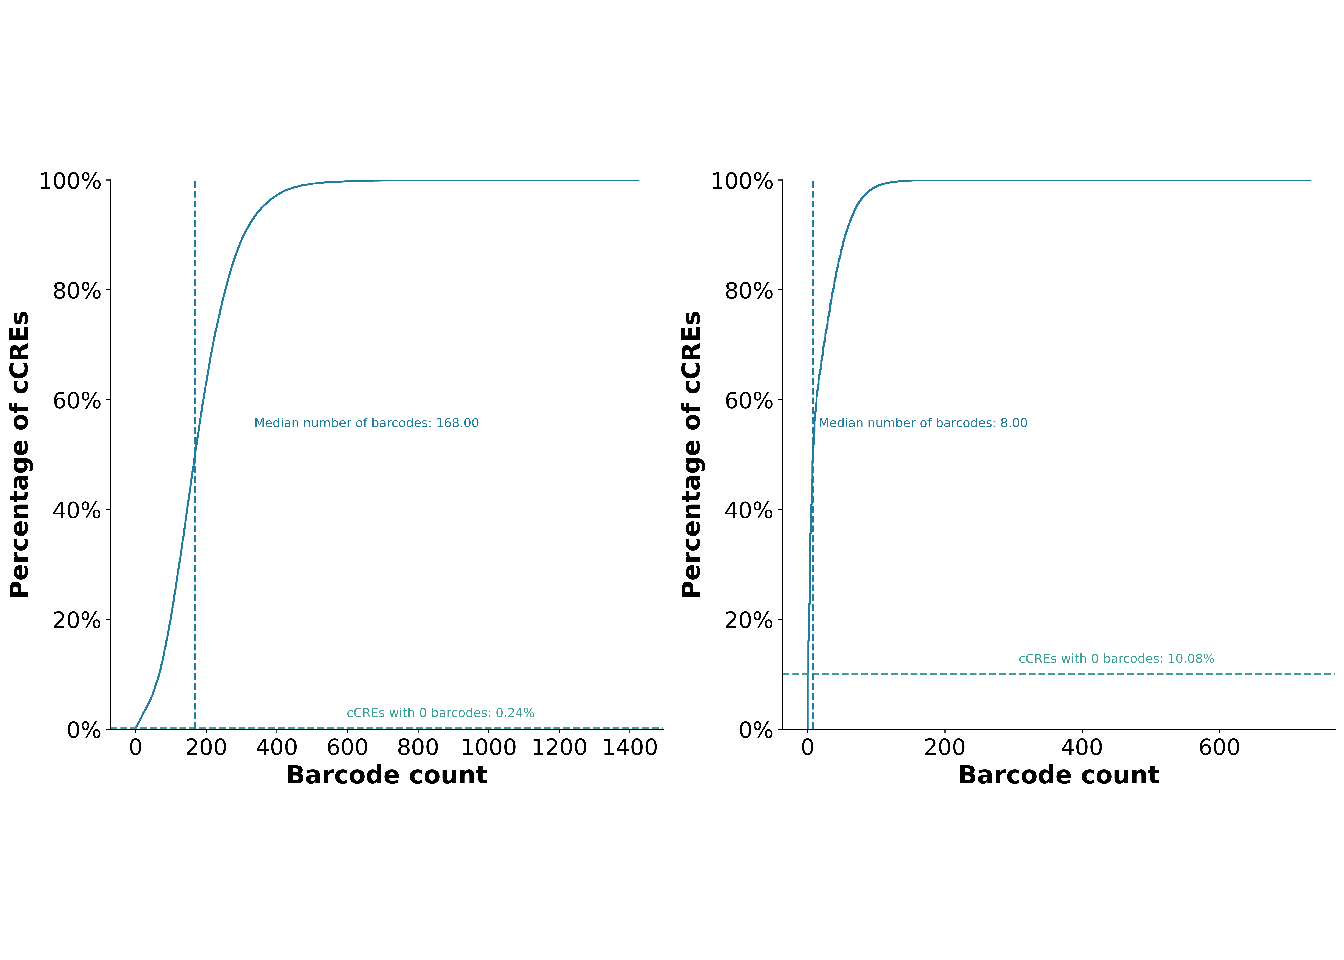 100%
80%
60%
40%
20%
0%
Percentage of cCREs
Median number of barcodes: 168.00
cCREs with 0 barcodes: 0.24%
0 200 400 600 800 1000 1200 1400
Barcode count
100%
80%
60%
40%
20%
0%
Percentage of cCREs
Median number of barcodes: 8.00
cCREs with 0 barcodes: 10.08%
0 200 400 600
Barcode count